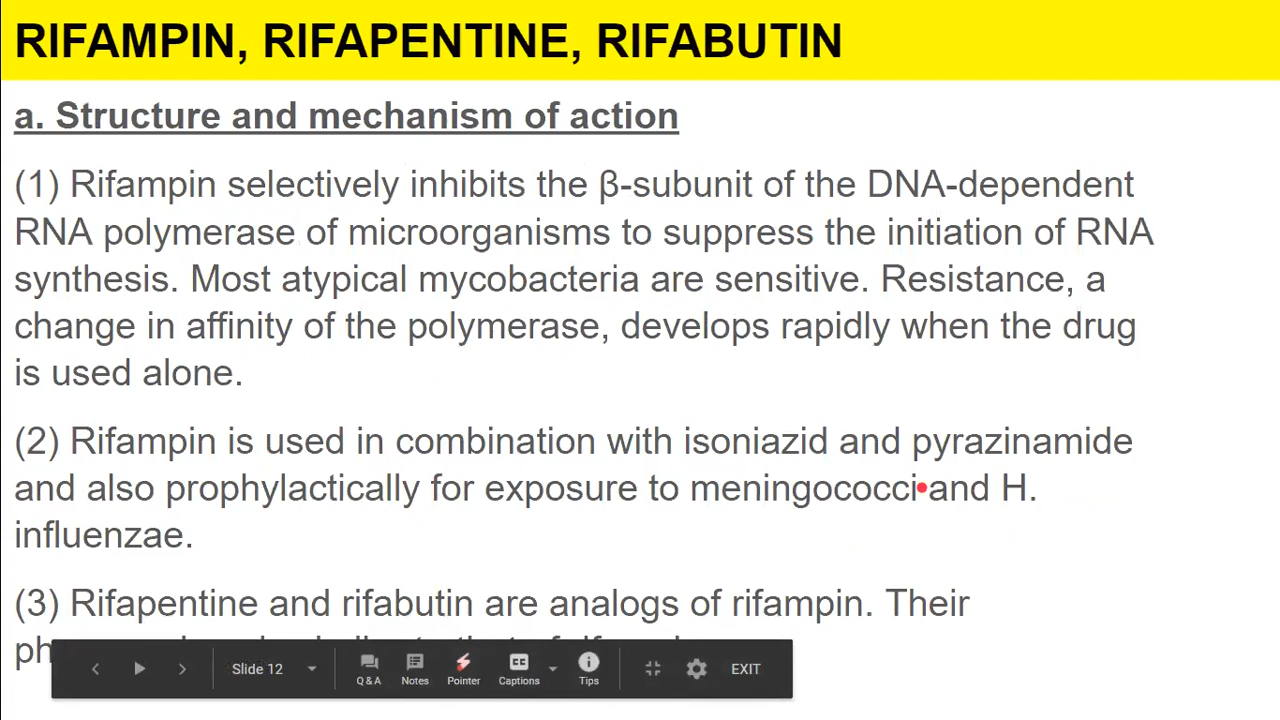 RIFAMPIN, RIFAPENTINE, RIFABUTIN
a. Structure and mechanism of action
(1) Rifampin selectively inhibits the β-subunit of the DNA-dependent
RNA polymerase of microorganisms to suppress the initiation of RNA
synthesis. Most atypical mycobacteria are sensitive. Resistance, a
change in affinity of the polymerase, develops rapidly when the drug
is used alone.
(2) Rifampin is used in combination with isoniazid and pyrazinamide
and also prophylactically for exposure to meningococci and H.
influenzae.
(3) Rifapentine and rifabutin are analogs of rifampin. Their
Slide 12
Q & A Notes Pointer Captions Tips EXIT